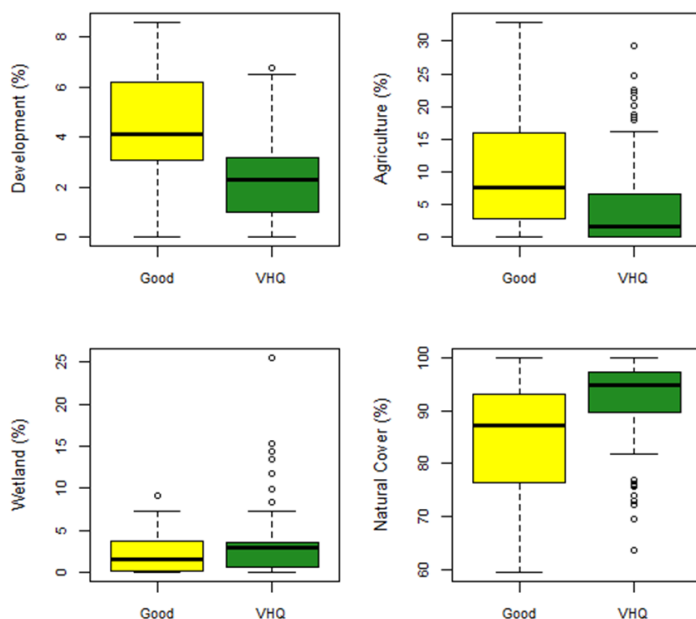 Development (%)
8
6
4
2
0
Good VHQ
Agriculture (%)
30
25
20
15
10
5
0
Good VHQ
Wetland (%)
25
20
15
10
5
0
Good VHQ
Natural Cover (%)
100
90
80
70
60
Good VHQ